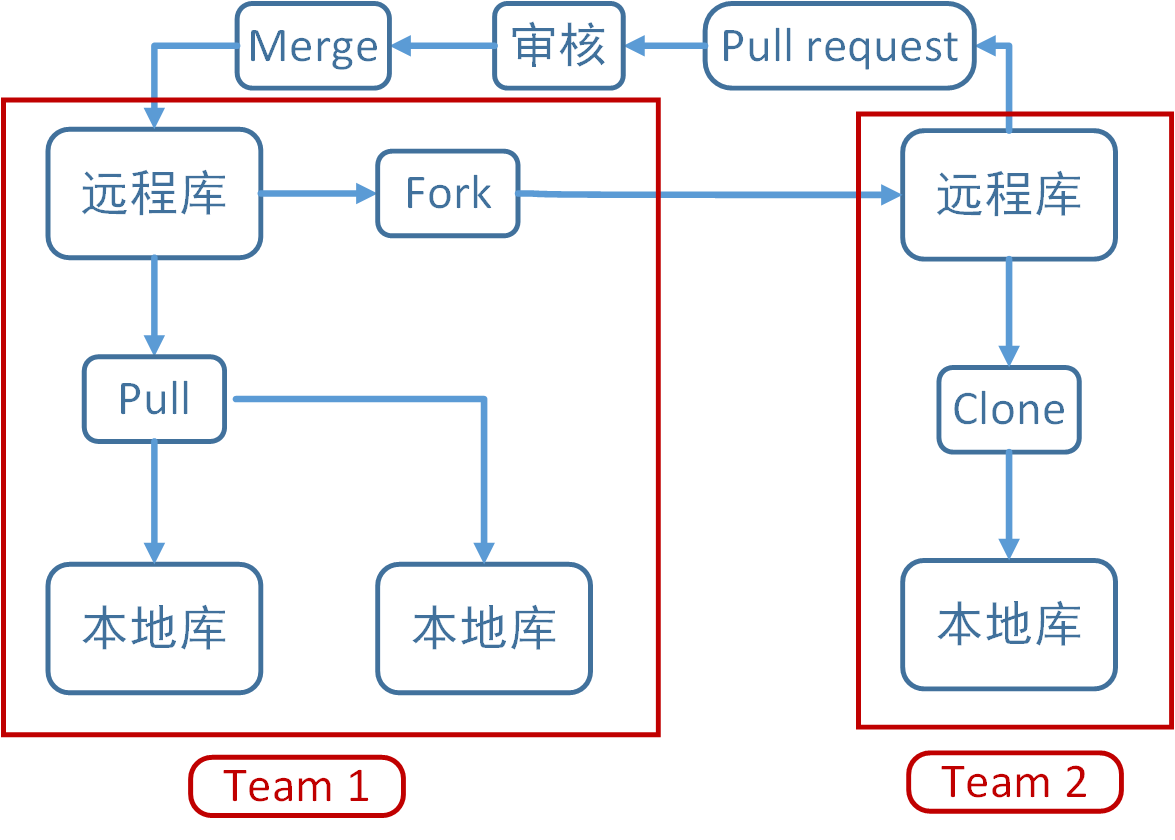 Merge
审核
Pull request
远程库
Fork
远程库
Pull
Clone
本地库
本地库
本地库
Team 1
Team 2